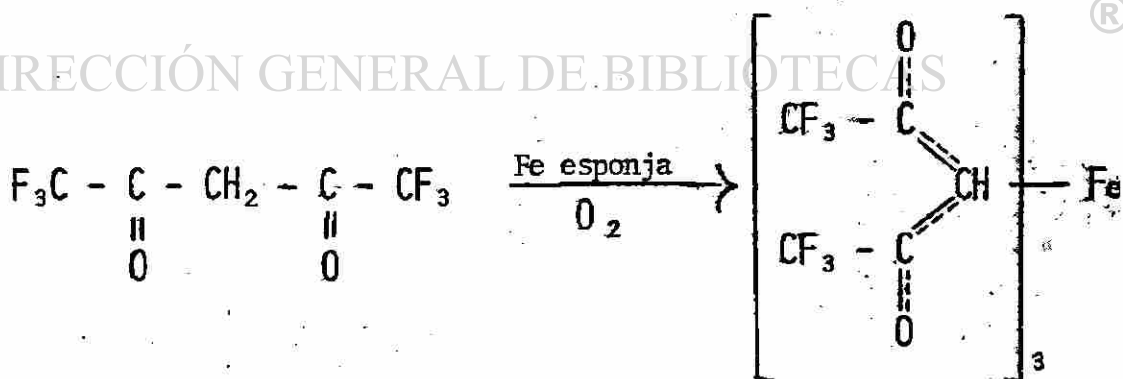 ®
DIRECCIÓN GENERAL DE BIBLIOTECAS
F₃C - C - CH₂ - C - CF₃
O O
Fe esponja
O₂
O
CF₃ - C
CH
CF₃ - C
O
3
Fe